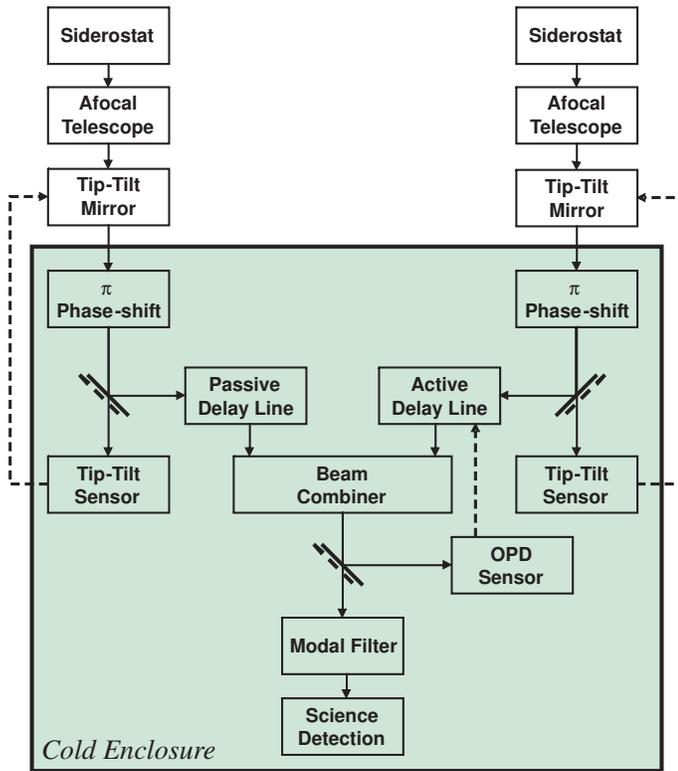 Siderostat
Siderostat
Afocal
Telescope
Afocal
Telescope
Tip-Tilt
Mirror
Tip-Tilt
Mirror
π
Phase-shift
π
Phase-shift
Passive
Delay Line
Active
Delay Line
Tip-Tilt
Sensor
Beam
Combiner
Tip-Tilt
Sensor
OPD
Sensor
Modal Filter
Science
Detection
Cold Enclosure